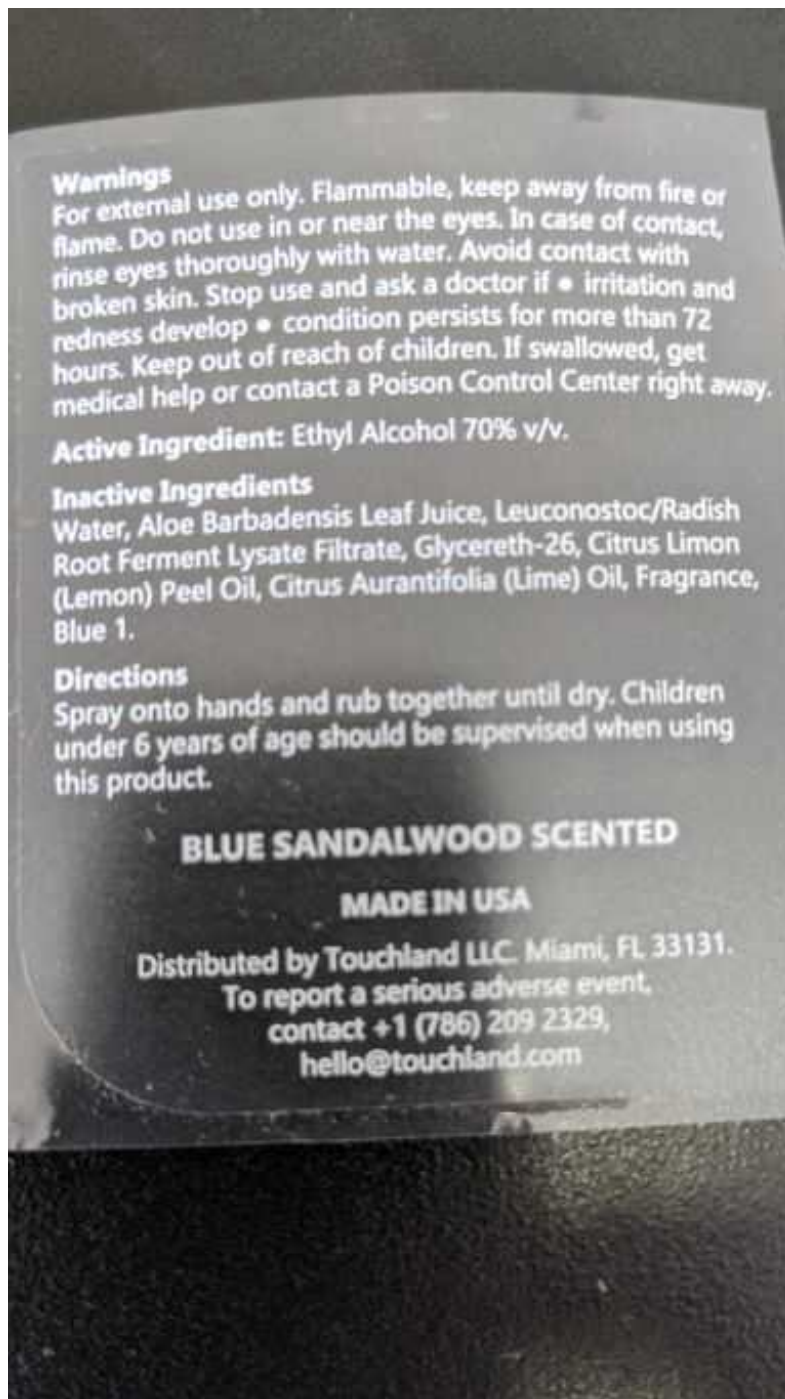 Warnings
For external use only. Flammable, keep away from fire or
flame. Do not use in or near the eyes. In case of contact,
rinse eyes thoroughly with water. Avoid contact with
broken skin. Stop use and ask a doctor if • irritation and
redness develop • condition persists for more than 72
hours. Keep out of reach of children. If swallowed, get
medical help or contact a Poison Control Center right away.
Active Ingredient: Ethyl Alcohol 70% v/v.
Inactive Ingredients
Water, Aloe Barbadensis Leaf Juice, Leuconostoc/Radish
Root Ferment Lysate Filtrate, Glycereth-26, Citrus Limon
(Lemon) Peel Oil, Citrus Aurantifolia (Lime) Oil, Fragrance,
Blue 1.
Directions
Spray onto hands and rub together until dry. Children
under 6 years of age should be supervised when using
this product.
BLUE SANDALWOOD SCENTED
MADE IN USA
Distributed by Touchland LLC. Miami, FL 33131.
To report a serious adverse event,
contact +1 (786) 209 2329,
hello@touchland.com